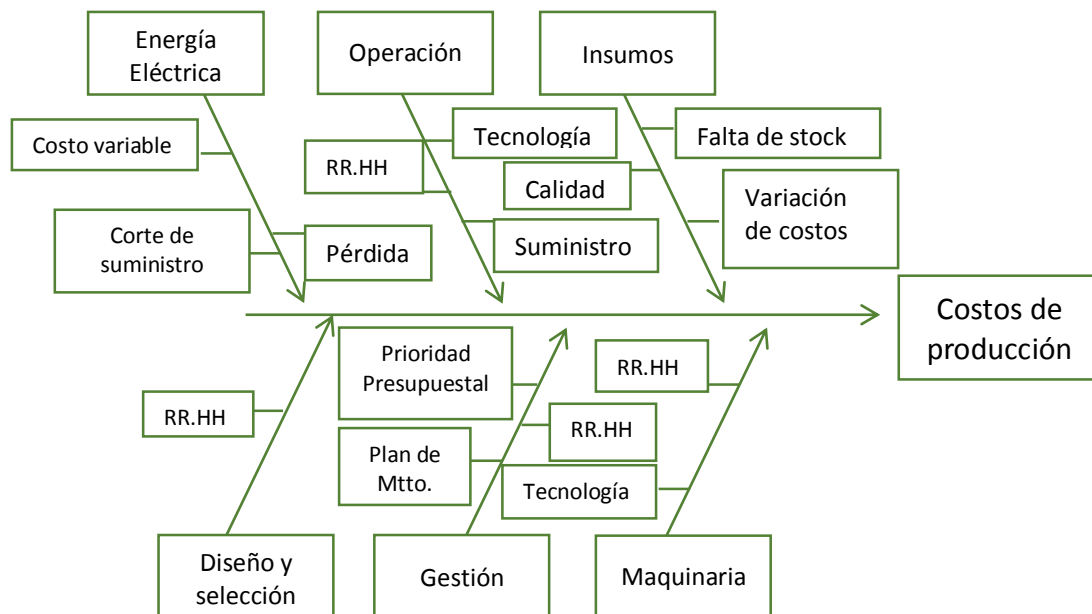 Energía
Eléctrica
Operación
Insumos
Costo variable
RR.HH
Tecnología
Falta de stock
Calidad
Variación
de costos
Corte de
suministro
Pérdida
Suministro
Costos de
producción
Prioridad
Presupuestal
RR.HH
RR.HH
RR.HH
Plan de
Mtto.
Tecnología
Diseño y
selección
Gestión
Maquinaria